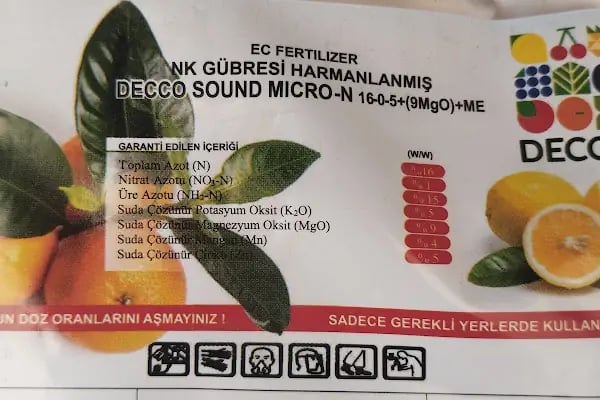 EC FERTILIZER
NK GÜBRESİ HARMANLANMIŞ
DECCO SOUND MICRO-N 16-0-5+(9MgO)+ME
DECCO
GARANTİ EDİLEN İÇERİĞİ (W/W)
Toplam Azot (N) %16
Nitrat Azotu (NO₃-N) %1
Üre Azotu (NH₂-N) %15
Suda Çözünür Potasyum Oksit (K₂O) %5
Suda Çözünür Magnezyum Oksit (MgO) %9
Suda Çözünür Mangan (Mn) %4
Suda Çözünür Çinko (Zn) %5
UN DOZ ORANLARINI AŞMAYINIZ ! SADECE GEREKLİ YERLERDE KULLAN